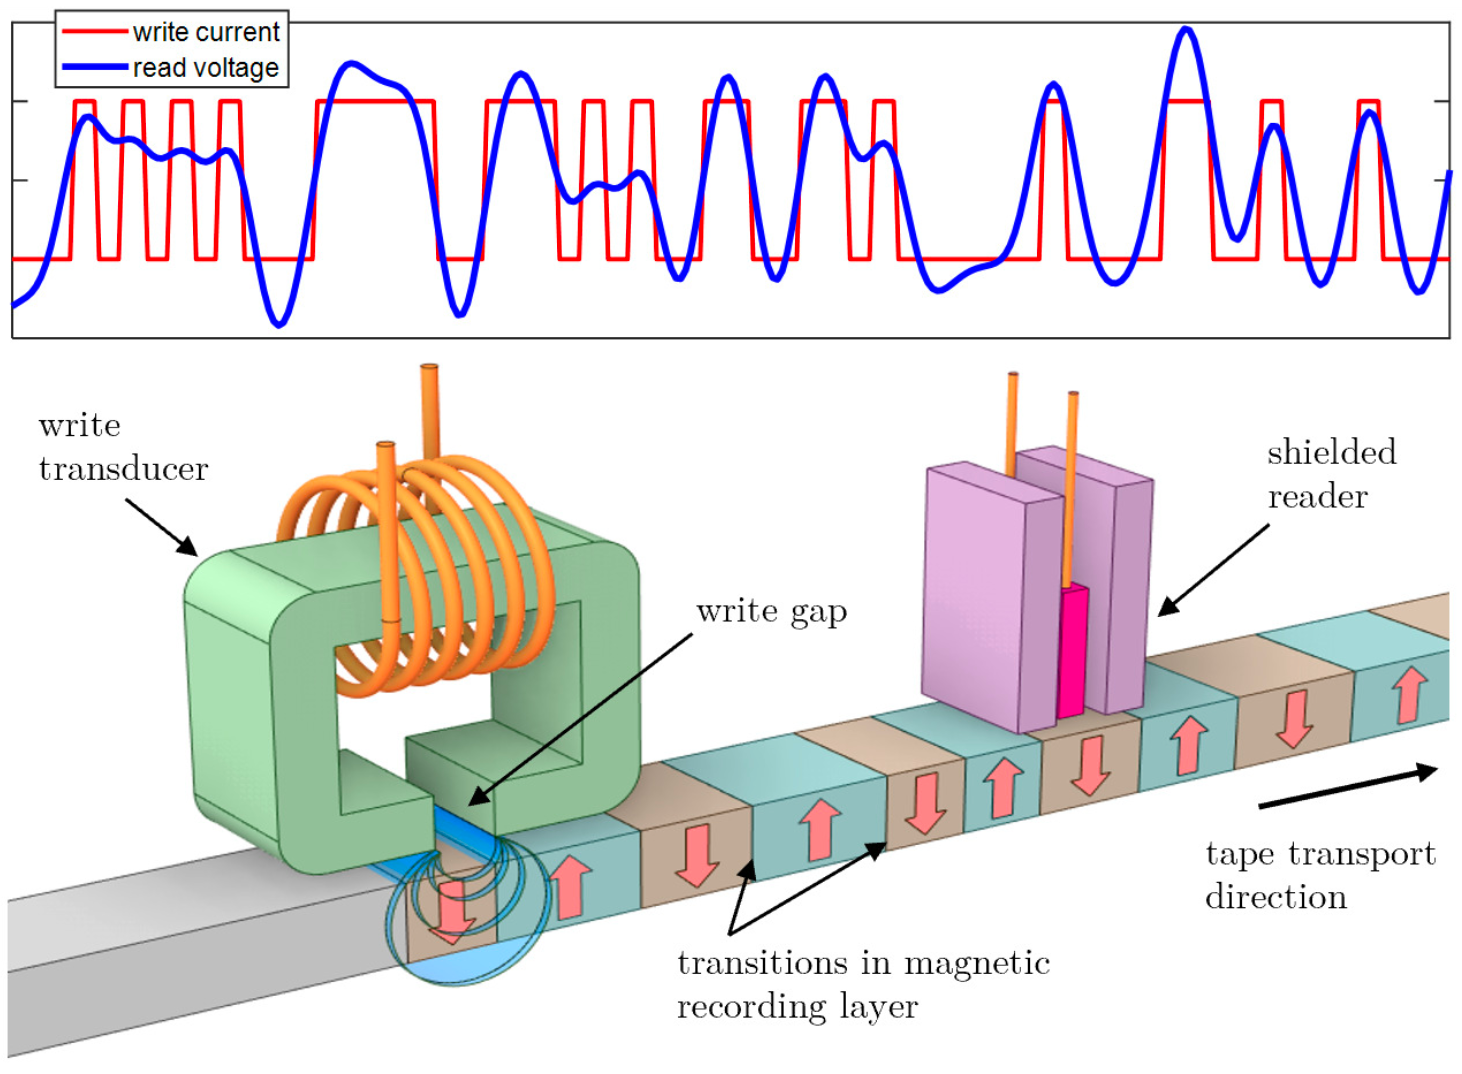 write current
read voltage
write
transducer
shielded
reader
write gap
tape transport
direction
transitions in magnetic
recording layer